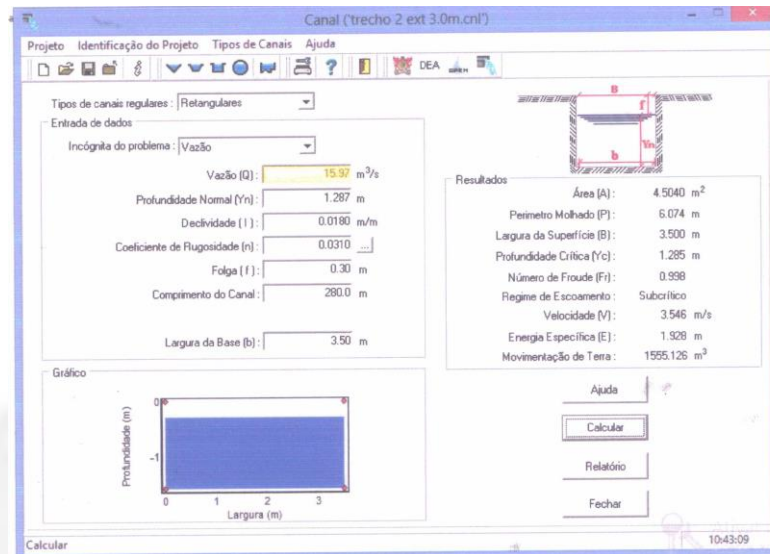 Canal ('trecho 2 ext 3.0m.cnl')
Projeto Identificação do Projeto Tipos de Canais Ajuda
DEA
Tipos de canais regulares : Retangulares
Entrada de dados
Incógnita do problema : Vazão
Vazão (Q) : 15.97 m³/s
Profundidade Normal (Yn) : 1.287 m
Declividade ( I ) : 0.0180 m/m
Coeficiente de Rugosidade (n) : 0.0310 ...
Folga ( f ) : 0.30 m
Comprimento do Canal : 280.0 m
Largura da Base (b) : 3.50 m
B
f
Yn
b
Resultados
Área (A) : 4.5040 m²
Perimetro Molhado (P) : 6.074 m
Largura da Superfície (B) : 3.500 m
Profundidade Crítica (Yc) : 1.285 m
Número de Froude (Fr) : 0.998
Regime de Escoamento : Subcrítico
Velocidade (V) : 3.546 m/s
Energia Específica (E) : 1.928 m
Movimentação de Terra : 1555.126 m³
Gráfico
Profundidade (m)
0
-1
0 1 2 3
Largura (m)
Ajuda
Calcular
Relatório
Fechar
Calcular 10:43:09